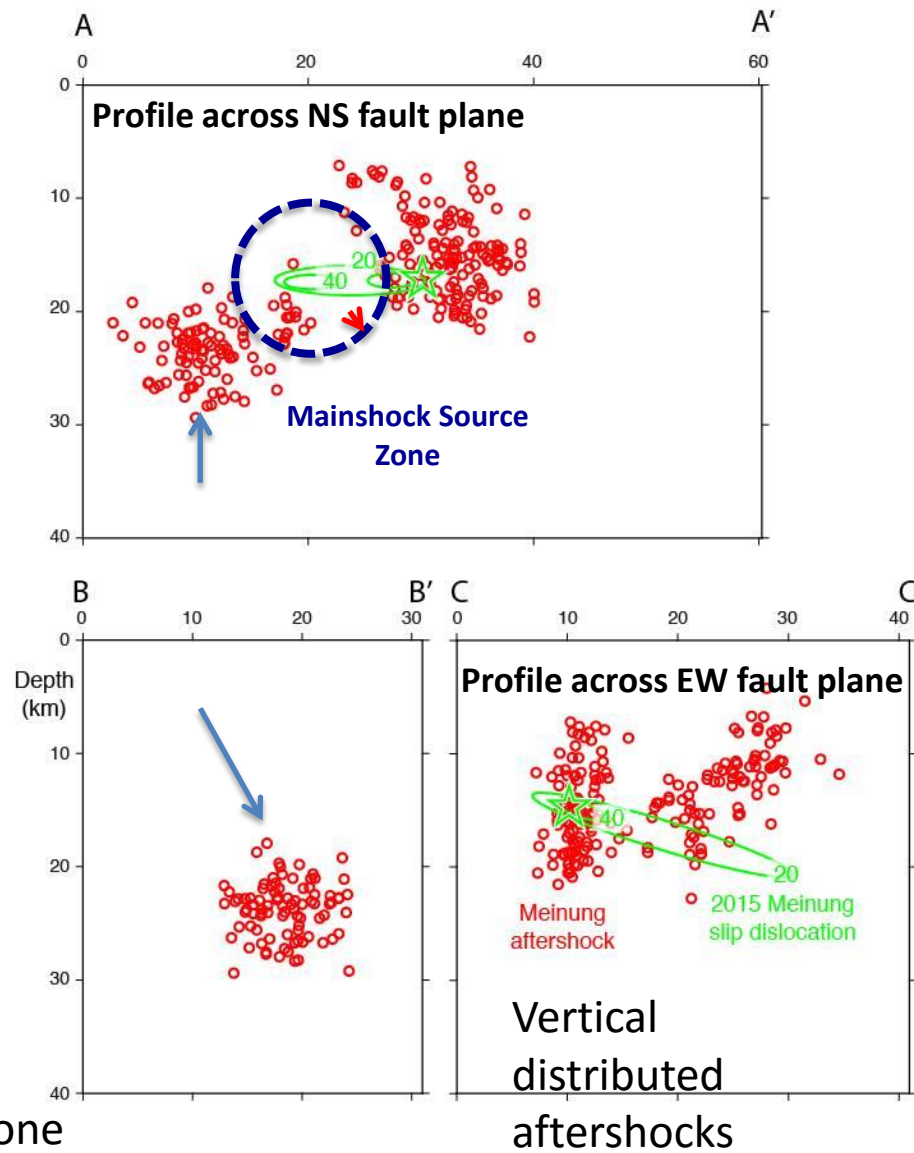 A
A'
0
20
40
60
0
Profile across NS fault plane
10
20
40
20
Mainshock Source
Zone
30
40
B
B'
C
C
0
10
20
30
0
10
20
30
40
0
Depth
(km)
Profile across EW fault plane
10
40
20
20
Meinung
aftershock
2015 Meinung
slip dislocation
30
40
Vertical
distributed
aftershocks
one